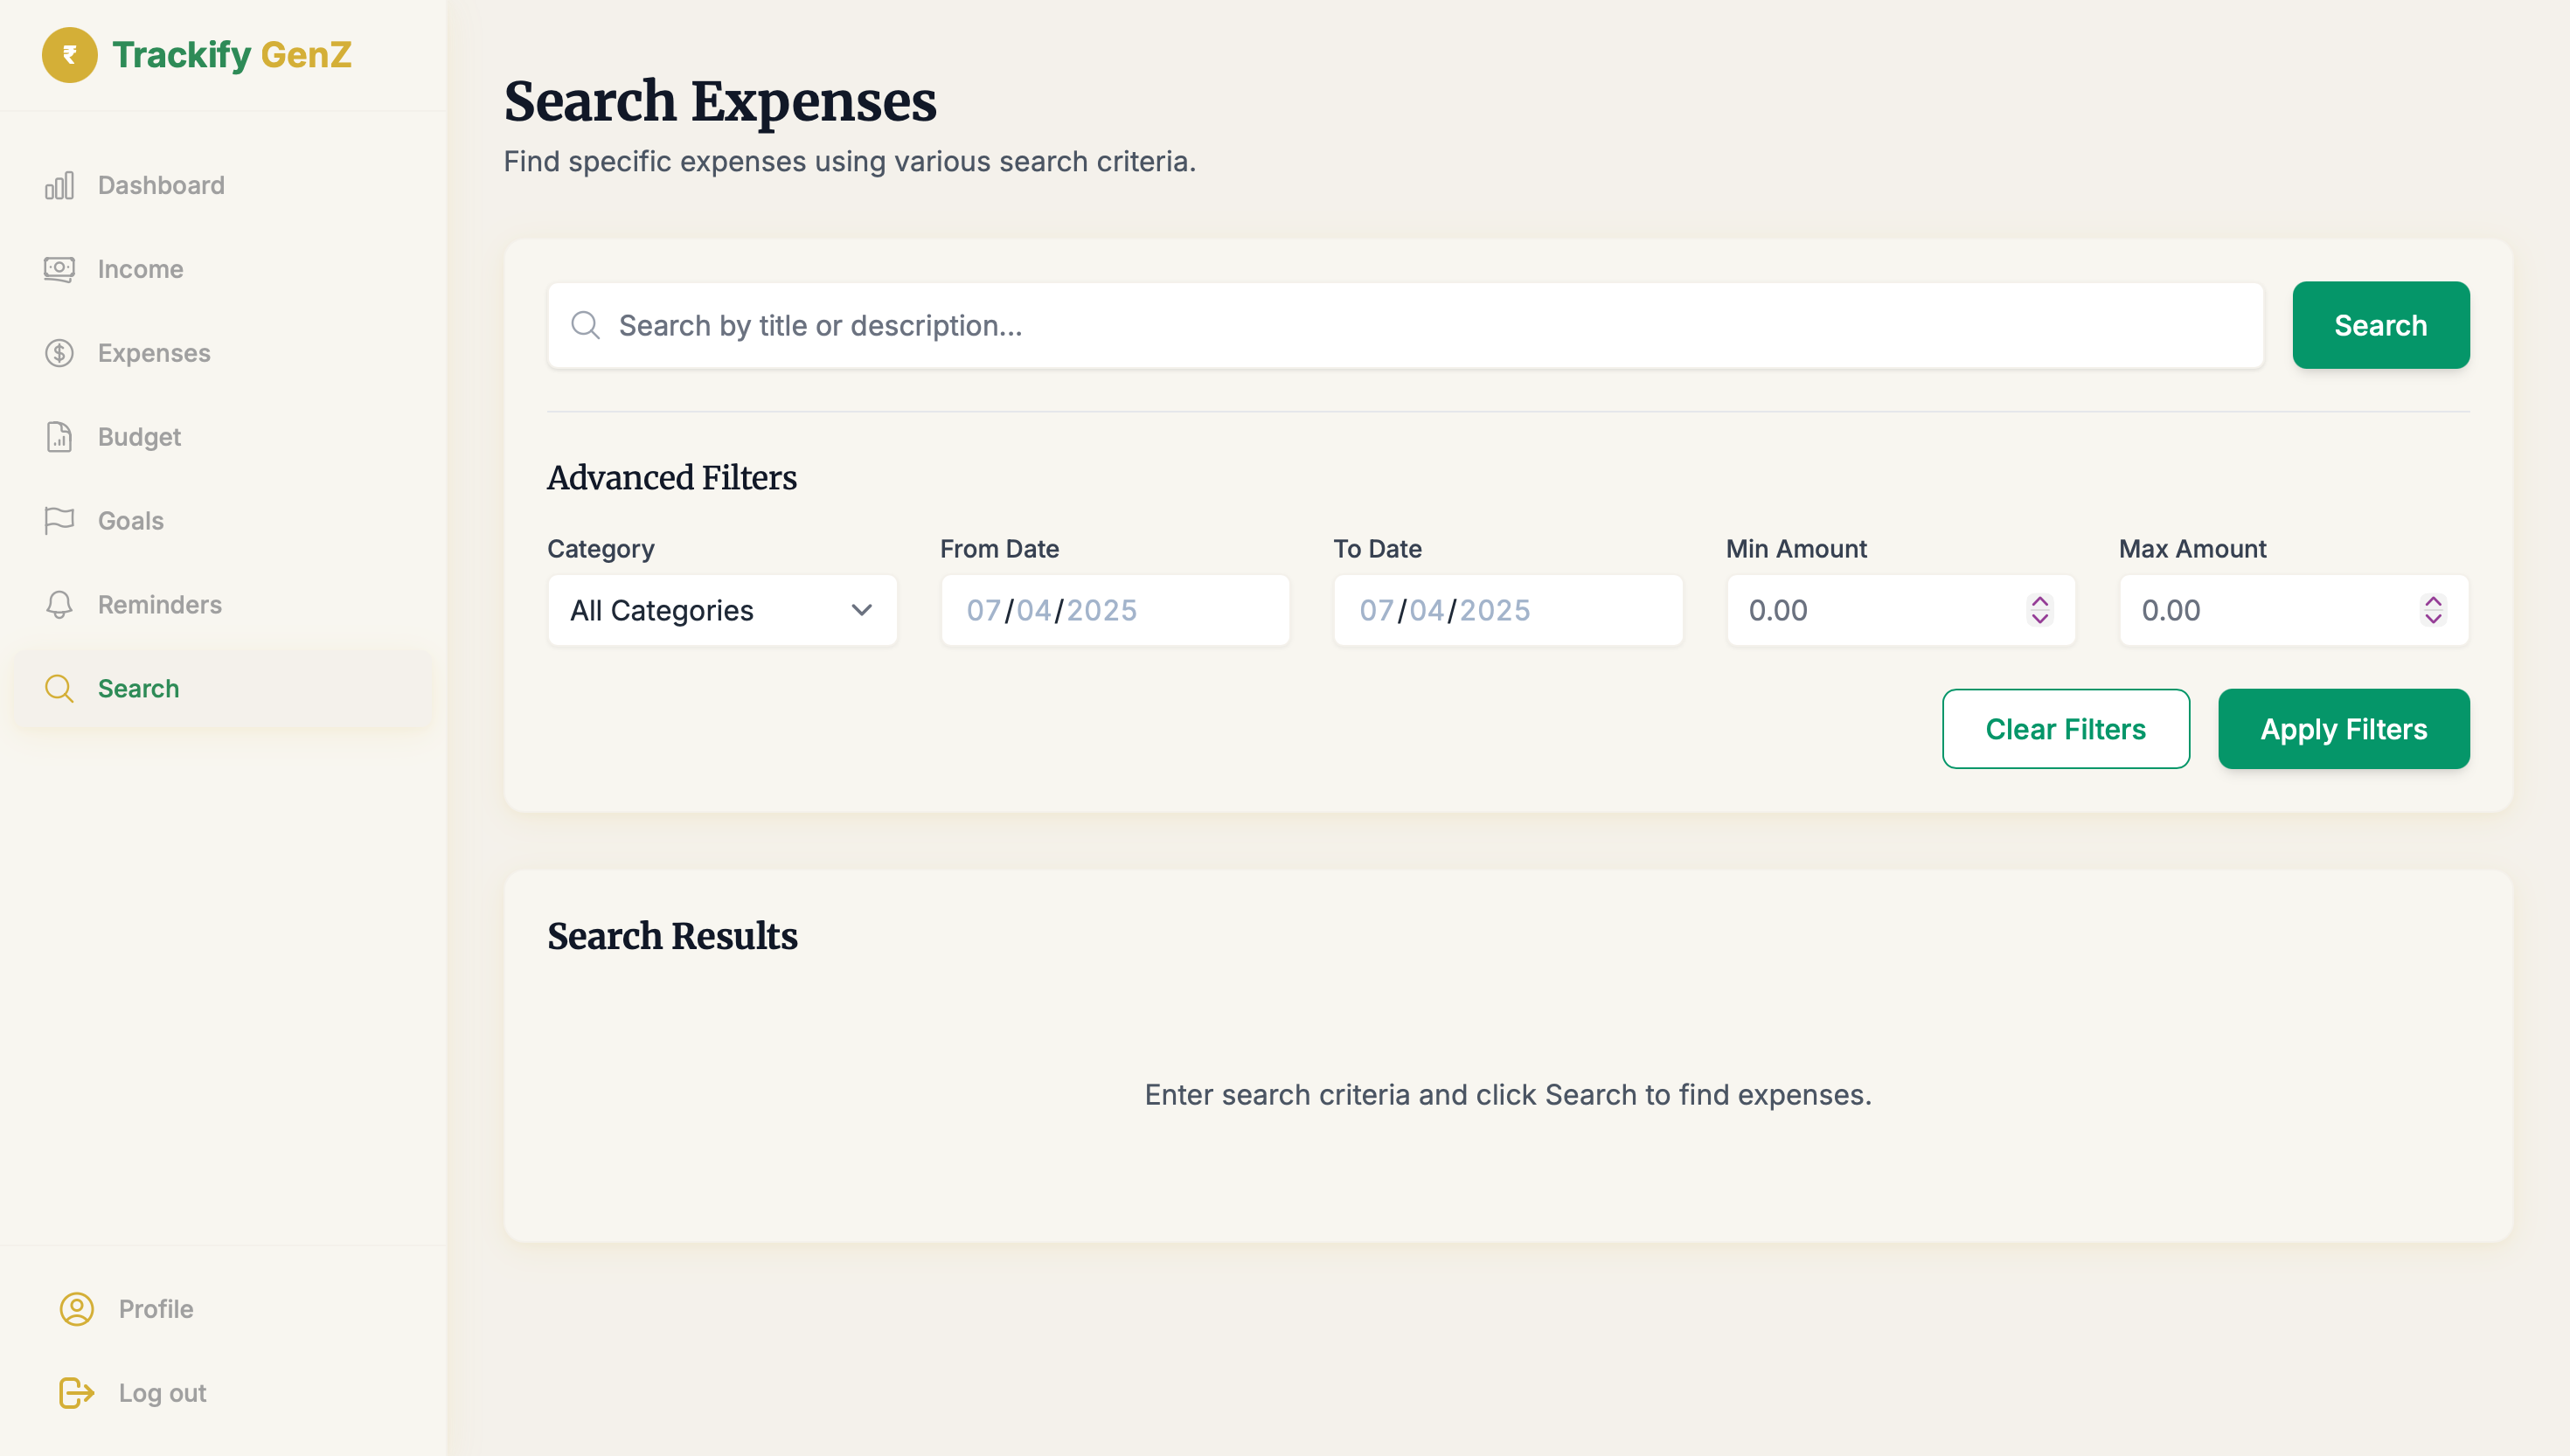 ₹ Trackify GenZ
Dashboard
Income
Expenses
Budget
Goals
Reminders
Search
Profile
Log out
Search Expenses
Find specific expenses using various search criteria.
Search by title or description...
Search
Advanced Filters
Category From Date To Date Min Amount Max Amount
All Categories 07/04/2025 07/04/2025 0.00 0.00
Clear Filters Apply Filters
Search Results
Enter search criteria and click Search to find expenses.